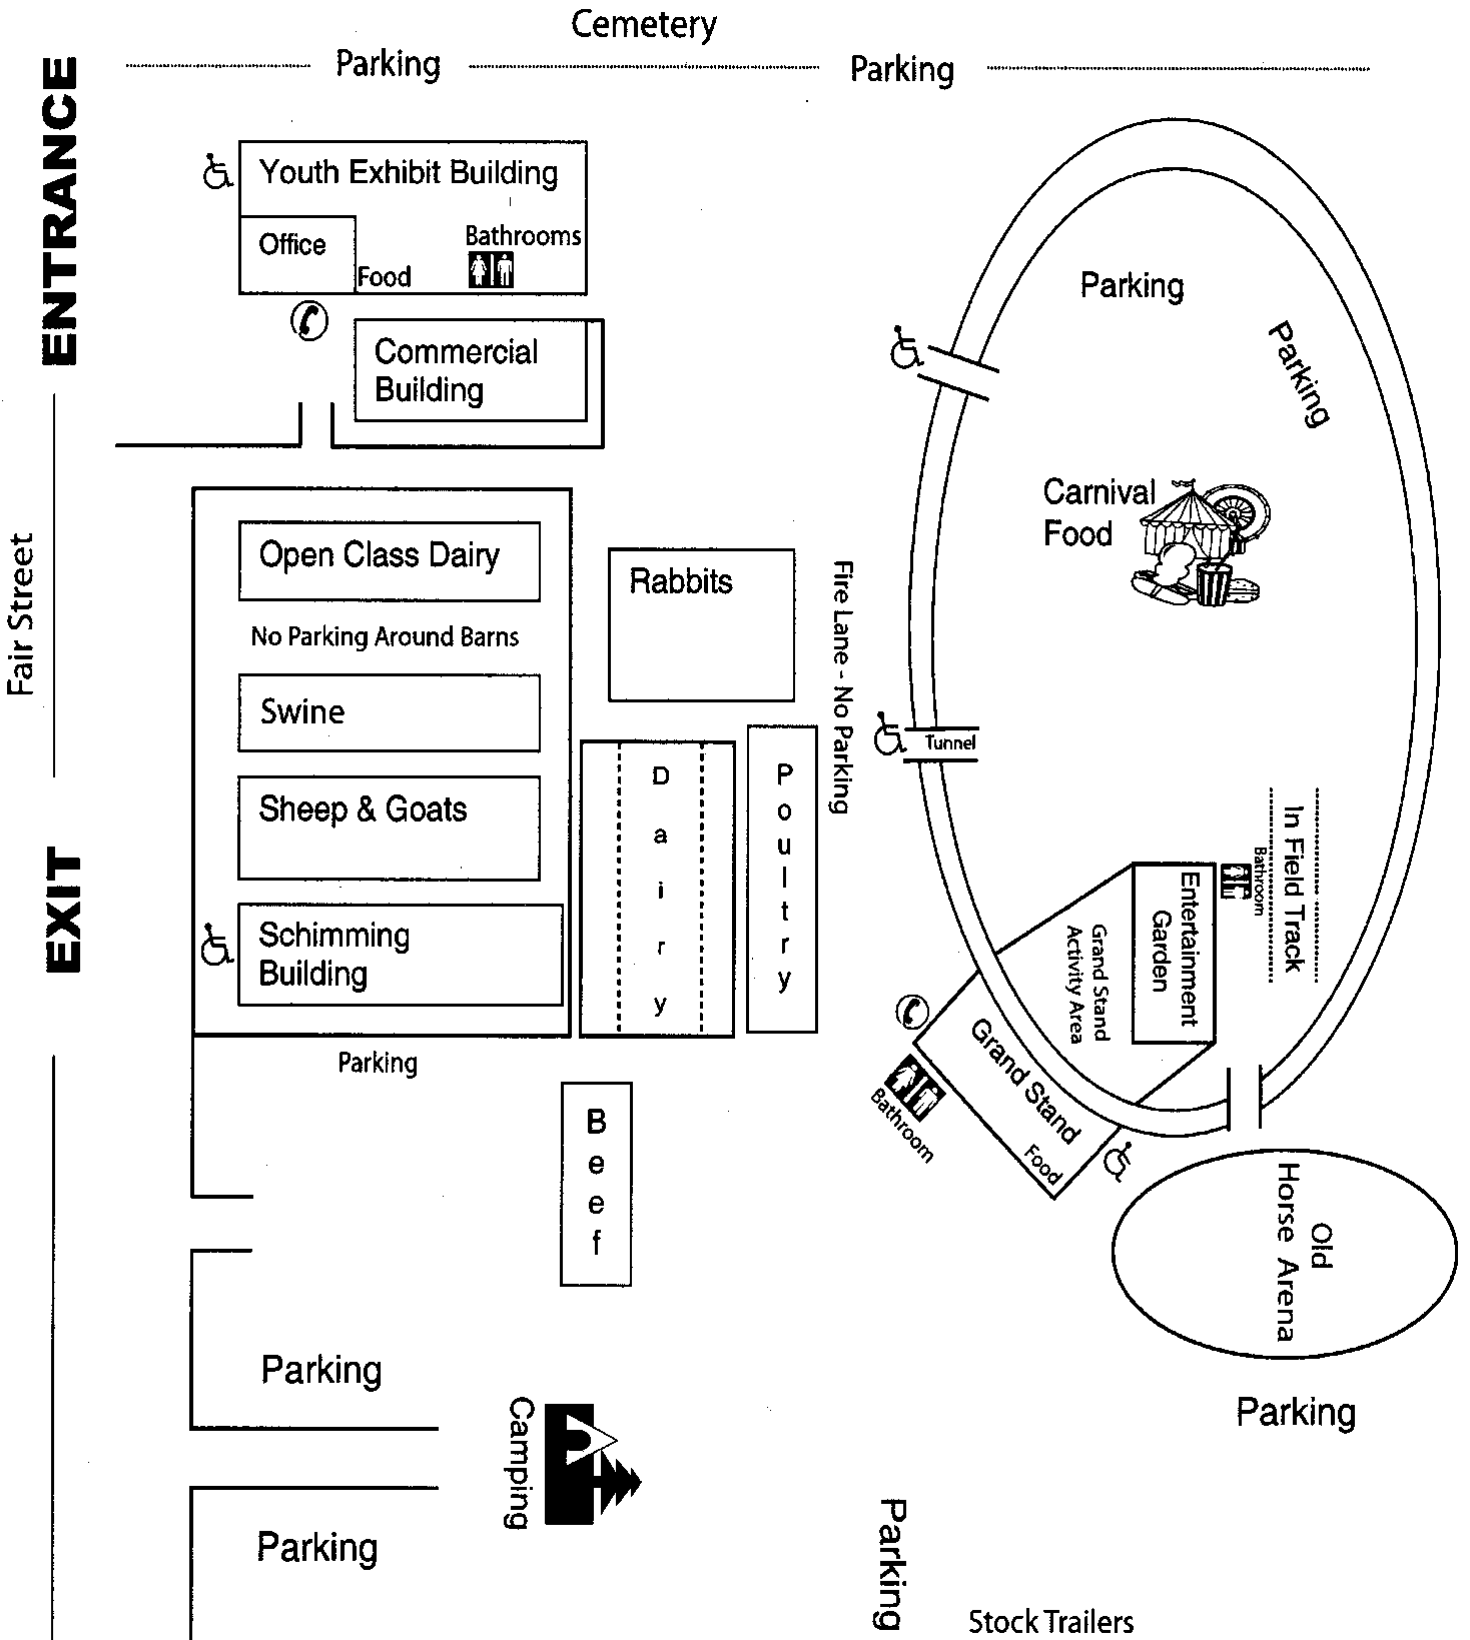 Cemetery
Parking
Parking
ENTRANCE
Youth Exhibit Building
Office
Food
Bathrooms
Commercial
Building
Parking
Parking
Carnival
Food
Fair Street
Open Class Dairy
No Parking Around Barns
Swine
Sheep & Goats
Schimming
Building
Rabbits
Dairy
Poultry
Fire Lane - No Parking
Tunnel
In Field Track
Bathroom
Entertainment
Garden
Grand Stand
Activity Area
Grand Stand
Food
Bathroom
EXIT
Parking
Beef
Old
Horse Arena
Parking
Parking
Camping
Parking
Parking
Stock Trailers